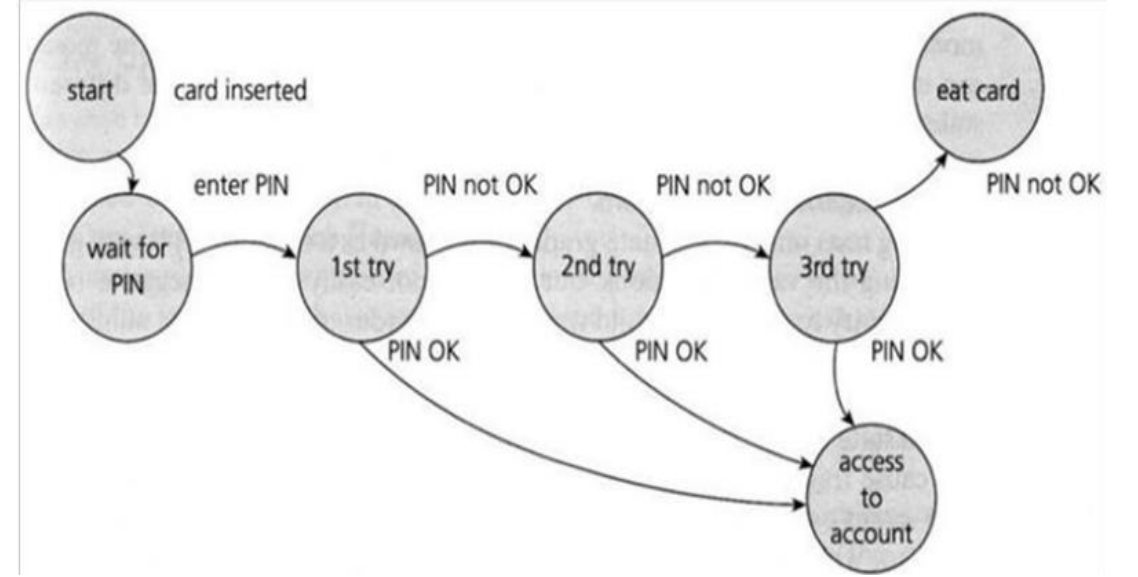 start
card inserted
eat card
enter PIN
PIN not OK
PIN not OK
PIN not OK
wait for
PIN
1st try
2nd try
3rd try
PIN OK
PIN OK
PIN OK
access
to
account